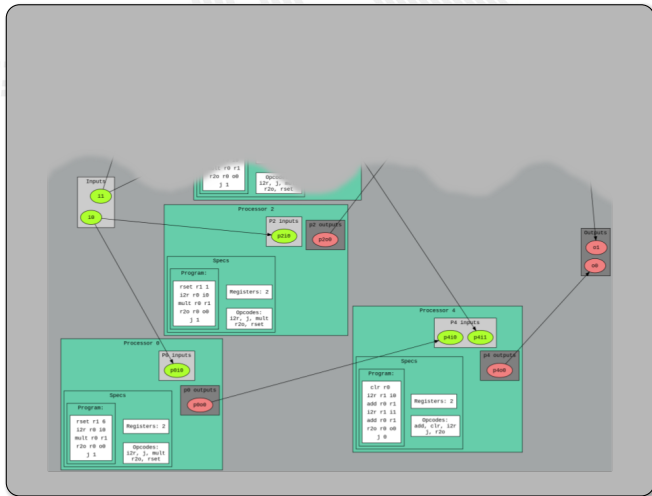 Inputs
i1
i0
r0 r1
r2o r0 o0
j 1
i2r, j,
r2o,
Processor 2
P2 inputs
p2i0
p2 outputs
p2o0
Specs
Program:
rset r1 1
i2r r0 i0
mult r0 r1
r2o r0 o0
j 1
Registers: 2
Opcodes:
i2r, j, mult
r2o, rset
Outputs
o1
o0
Processor 0
P0 inputs
p0i0
p0 outputs
p0o0
Specs
Program:
rset r1 6
i2r r0 i0
mult r0 r1
r2o r0 o0
j 1
Registers: 2
Opcodes:
i2r, j, mult
r2o, rset
Processor 4
P4 inputs
p4i0
p4i1
p4 outputs
p4o0
Specs
Program:
clr r0
i2r r1 i0
add r0 r1
i2r r1 i1
add r0 r1
r2o r0 o0
j 0
Registers: 2
Opcodes:
add, clr, i2r
j, r2o